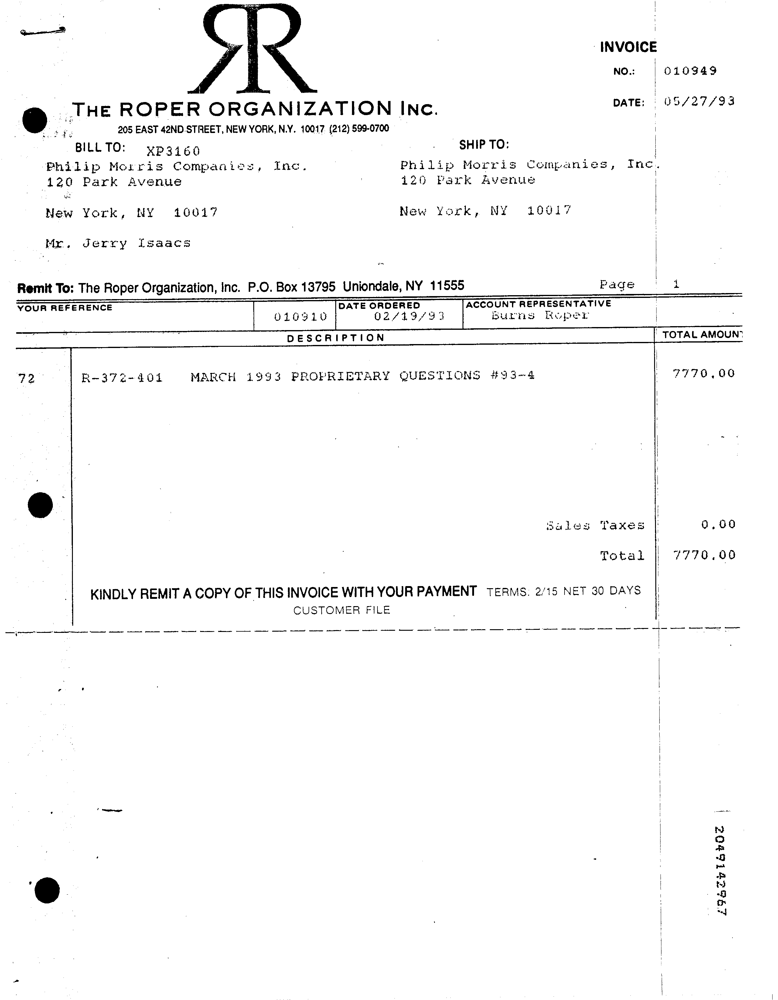 RR
INVOICE
NO.: 010949
DATE: 05/27/93
THE ROPER ORGANIZATION INC.
205 EAST 42ND STREET, NEW YORK, N.Y. 10017 (212) 599-0700
BILL TO: XP3160
SHIP TO:
Philip Morris Companies, Inc.
Philip Morris Companies, Inc.
120 Park Avenue
120 Park Avenue
New York, NY 10017
New York, NY 10017
Mr. Jerry Isaacs
Remit To: The Roper Organization, Inc. P.O. Box 13795 Uniondale, NY 11555
Page 1
YOUR REFERENCE
DATE ORDERED
ACCOUNT REPRESENTATIVE
010910
02/19/93
Burns Roper
DESCRIPTION
TOTAL AMOUNT
72 R-372-401 MARCH 1993 PROPRIETARY QUESTIONS #93-4 7770.00
Sales Taxes 0.00
Total 7770.00
KINDLY REMIT A COPY OF THIS INVOICE WITH YOUR PAYMENT TERMS. 2/15 NET 30 DAYS
CUSTOMER FILE
2049142967